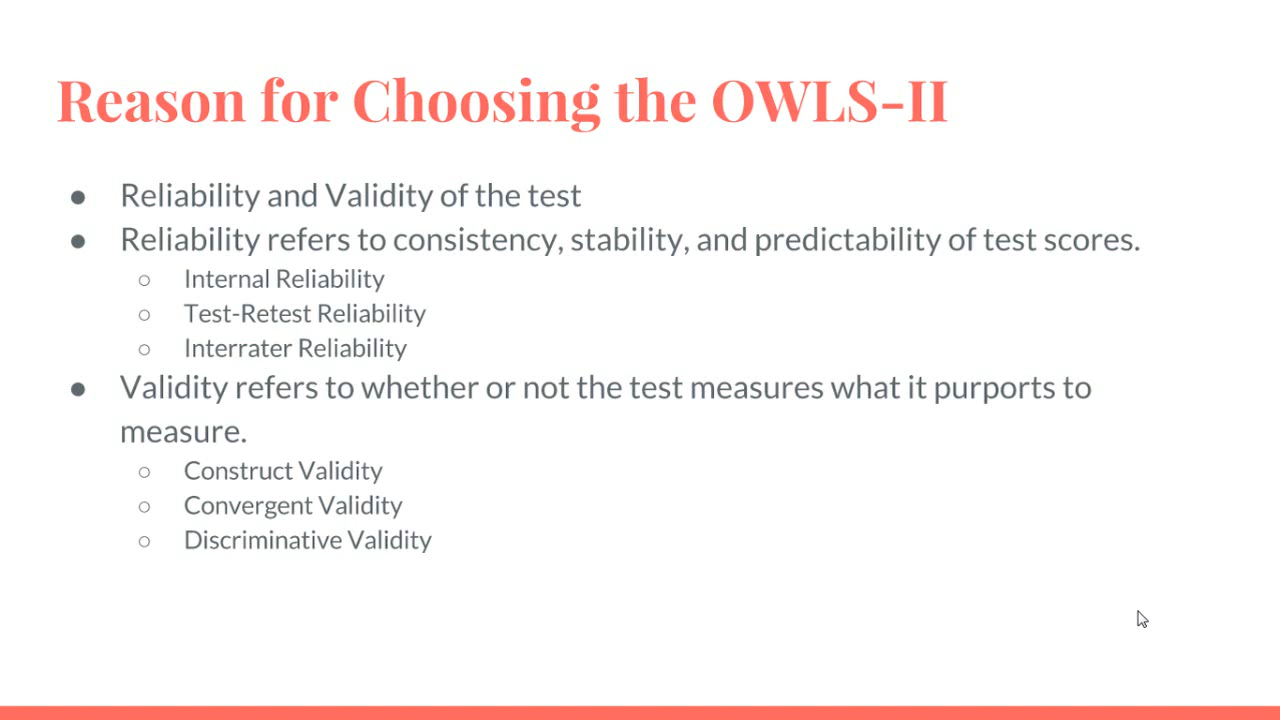 Reason for Choosing the OWLS-II
● Reliability and Validity of the test
● Reliability refers to consistency, stability, and predictability of test scores.
○ Internal Reliability
○ Test-Retest Reliability
○ Interrater Reliability
● Validity refers to whether or not the test measures what it purports to
measure.
○ Construct Validity
○ Convergent Validity
○ Discriminative Validity